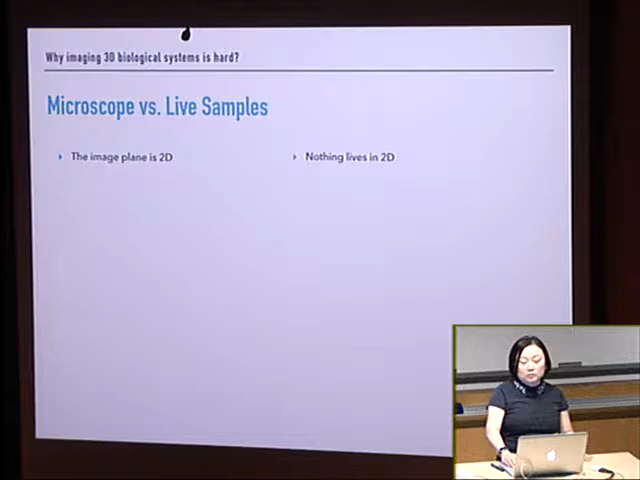 Why imaging 3D biological systems is hard?
Microscope vs. Live Samples
The image plane is 2D
Nothing lives in 2D